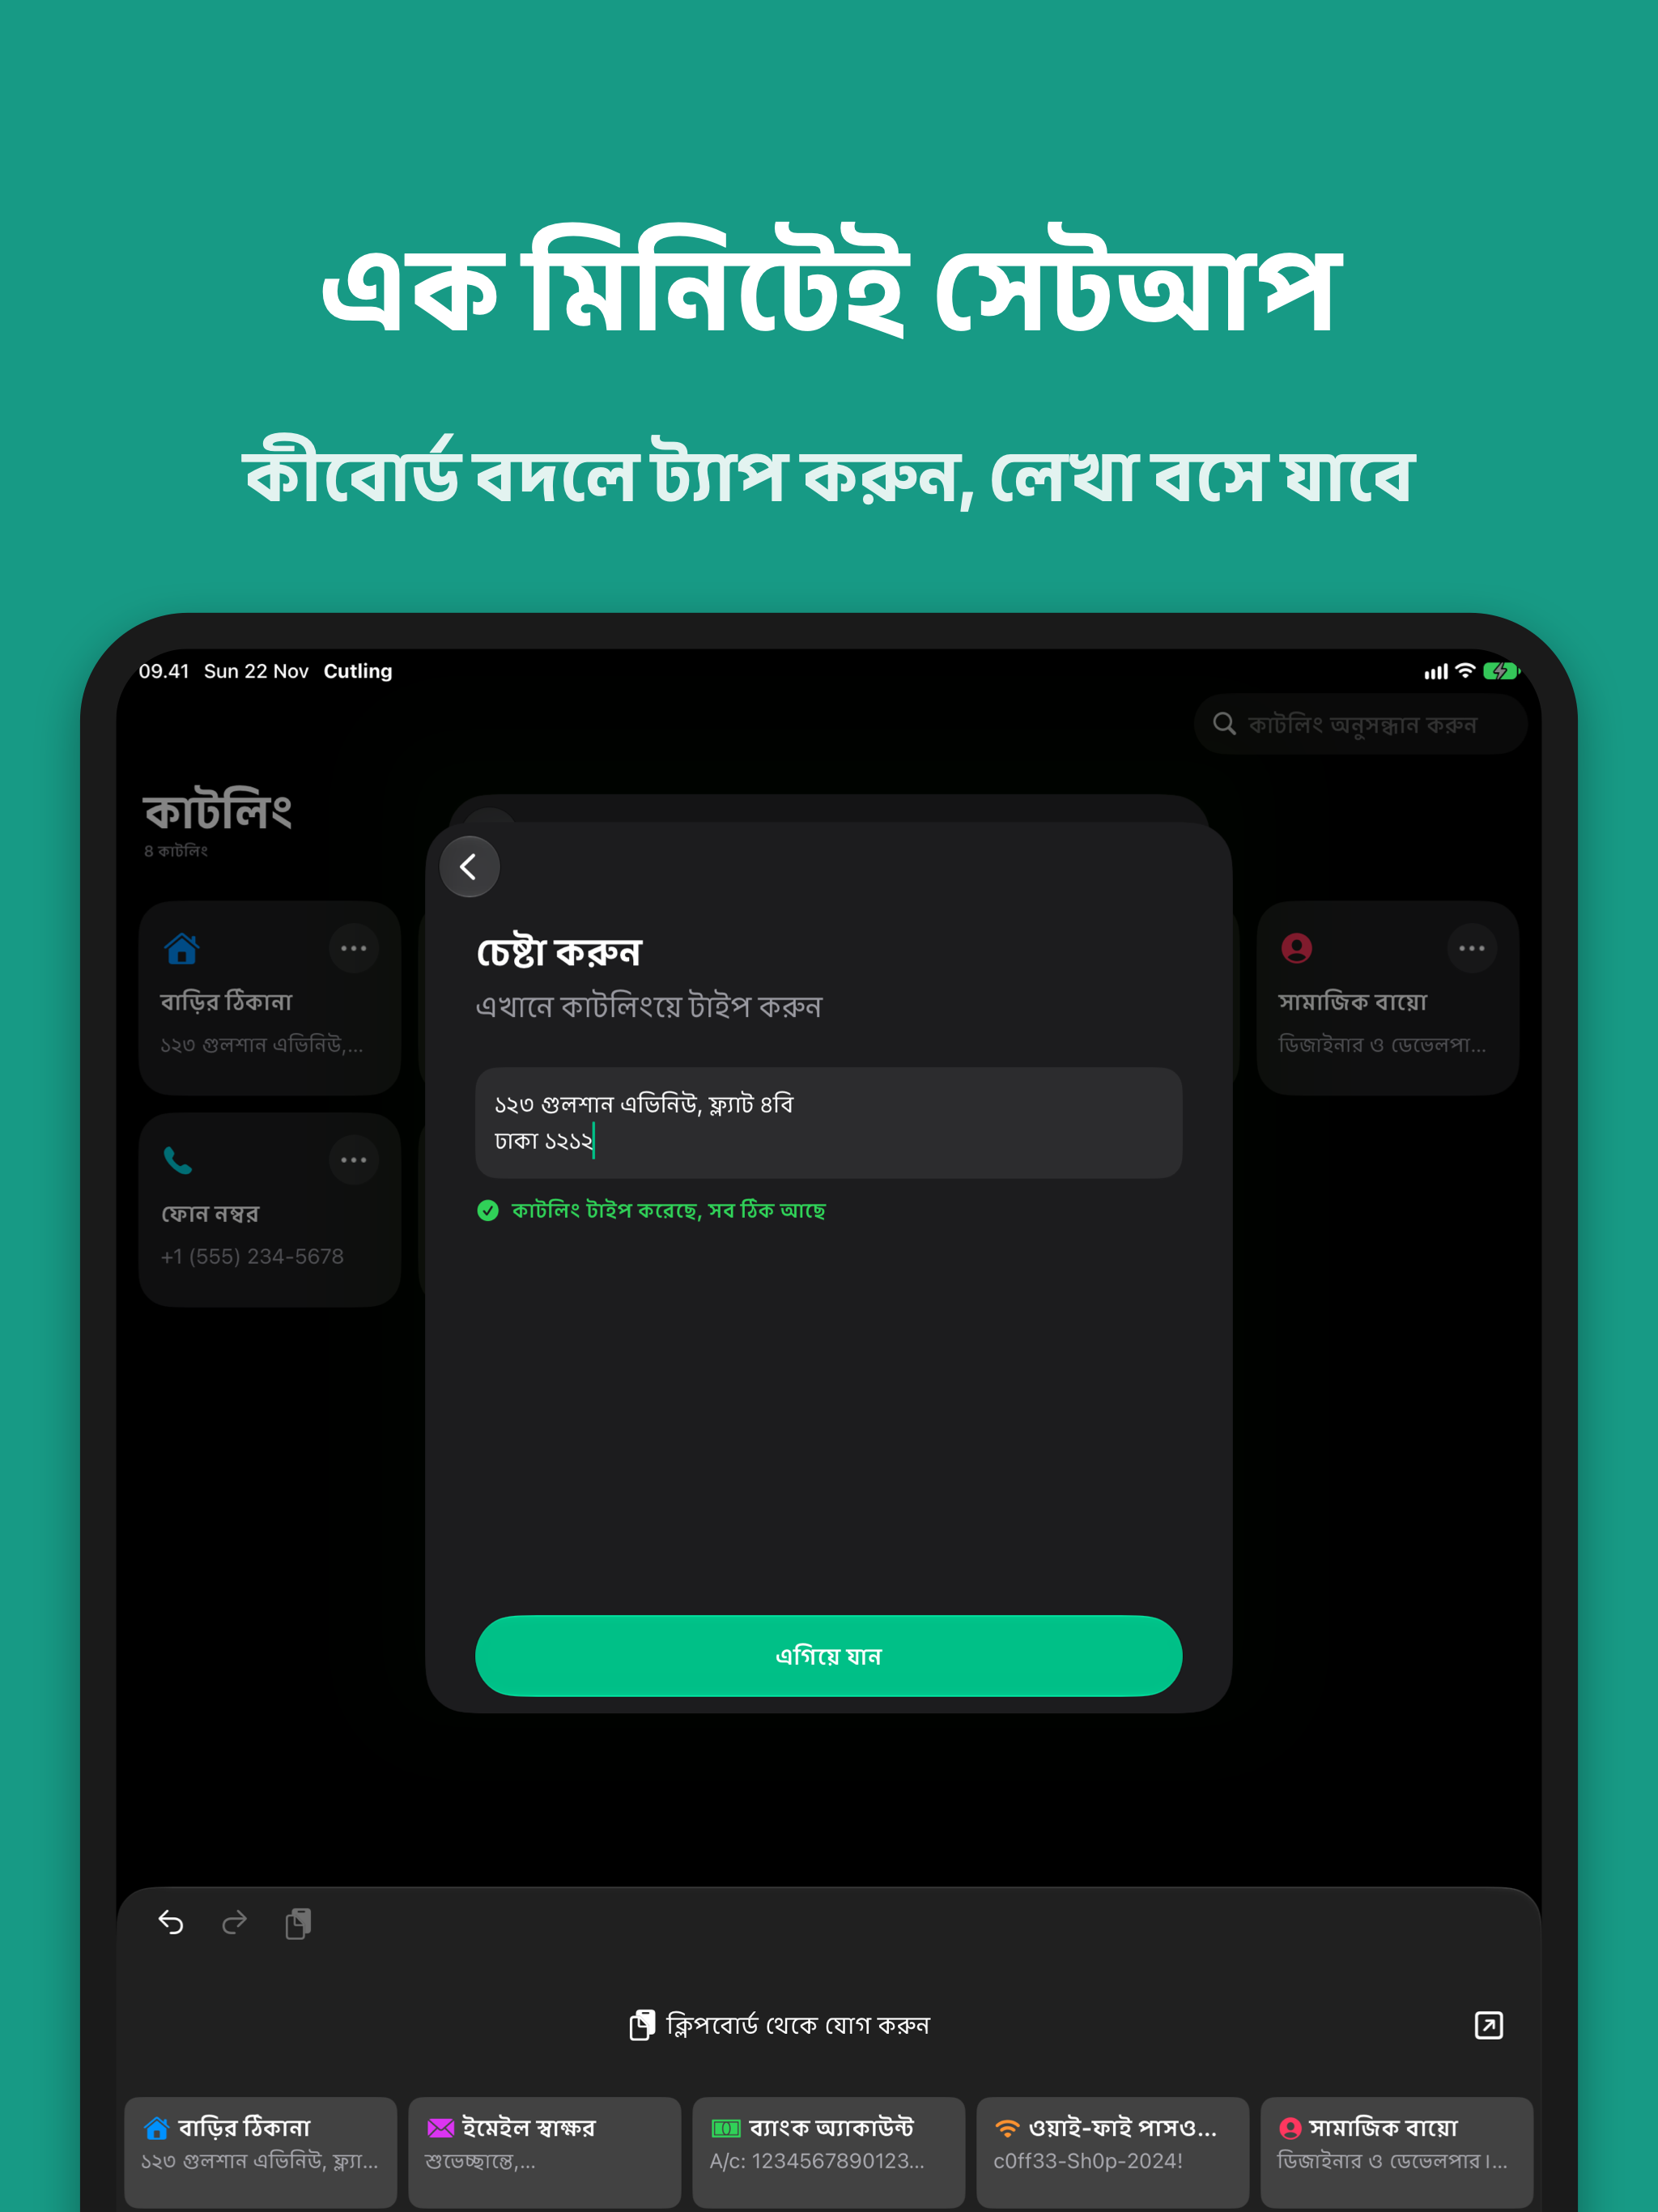 এক মিনিটেই সেটআপ
কীবোর্ড বদলে ট্যাপ করুন, লেখা বসে যাবে
09.41 Sun 22 Nov Cutling
কাটলিং অনুসন্ধান করুন
কাটলিং
৪ কাটলিং
বাড়ির ঠিকানা
১২৩ গুলশান এভিনিউ,...
সামাজিক বায়ো
ডিজাইনার ও ডেভেলপা...
ফোন নম্বর
+1 (555) 234-5678
চেষ্টা করুন
এখানে কাটলিংয়ে টাইপ করুন
১২৩ গুলশান এভিনিউ, ফ্ল্যাট ৪বি
ঢাকা ১২১২
কাটলিং টাইপ করেছে, সব ঠিক আছে
এগিয়ে যান
ক্লিপবোর্ড থেকে যোগ করুন
বাড়ির ঠিকানা
১২৩ গুলশান এভিনিউ, ফ্ল্যা...
ইমেইল স্বাক্ষর
শুভেচ্ছান্তে,...
ব্যাংক অ্যাকাউন্ট
A/c: 1234567890123...
ওয়াই-ফাই পাসও...
c0ff33-Sh0p-2024!
সামাজিক বায়ো
ডিজাইনার ও ডেভেলপার।...